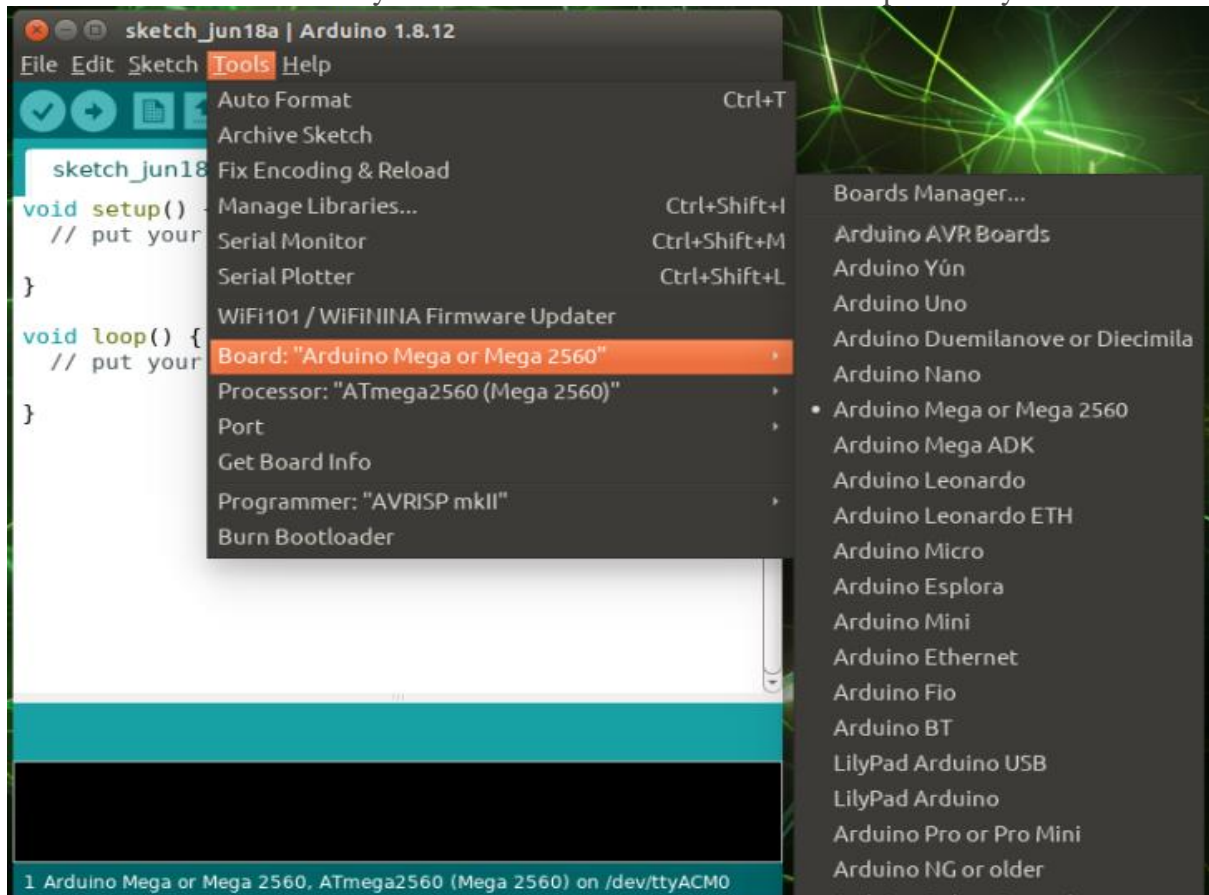 sketch_jun18a | Arduino 1.8.12
File Edit Sketch Tools Help
Auto Format Ctrl+T
Archive Sketch
Fix Encoding & Reload
Manage Libraries... Ctrl+Shift+I
Serial Monitor Ctrl+Shift+M
Serial Plotter Ctrl+Shift+L
WiFi101 / WiFiNINA Firmware Updater
Board: "Arduino Mega or Mega 2560"
Processor: "ATmega2560 (Mega 2560)"
Port
Get Board Info
Programmer: "AVRISP mkII"
Burn Bootloader
sketch_jun18
void setup()
// put your
}
void loop() {
// put your
}
Boards Manager...
Arduino AVR Boards
Arduino Yún
Arduino Uno
Arduino Duemilanove or Diecimila
Arduino Nano
• Arduino Mega or Mega 2560
Arduino Mega ADK
Arduino Leonardo
Arduino Leonardo ETH
Arduino Micro
Arduino Esplora
Arduino Mini
Arduino Ethernet
Arduino Fio
Arduino BT
LilyPad Arduino USB
LilyPad Arduino
Arduino Pro or Pro Mini
Arduino NG or older
1 Arduino Mega or Mega 2560, ATmega2560 (Mega 2560) on /dev/ttyACM0